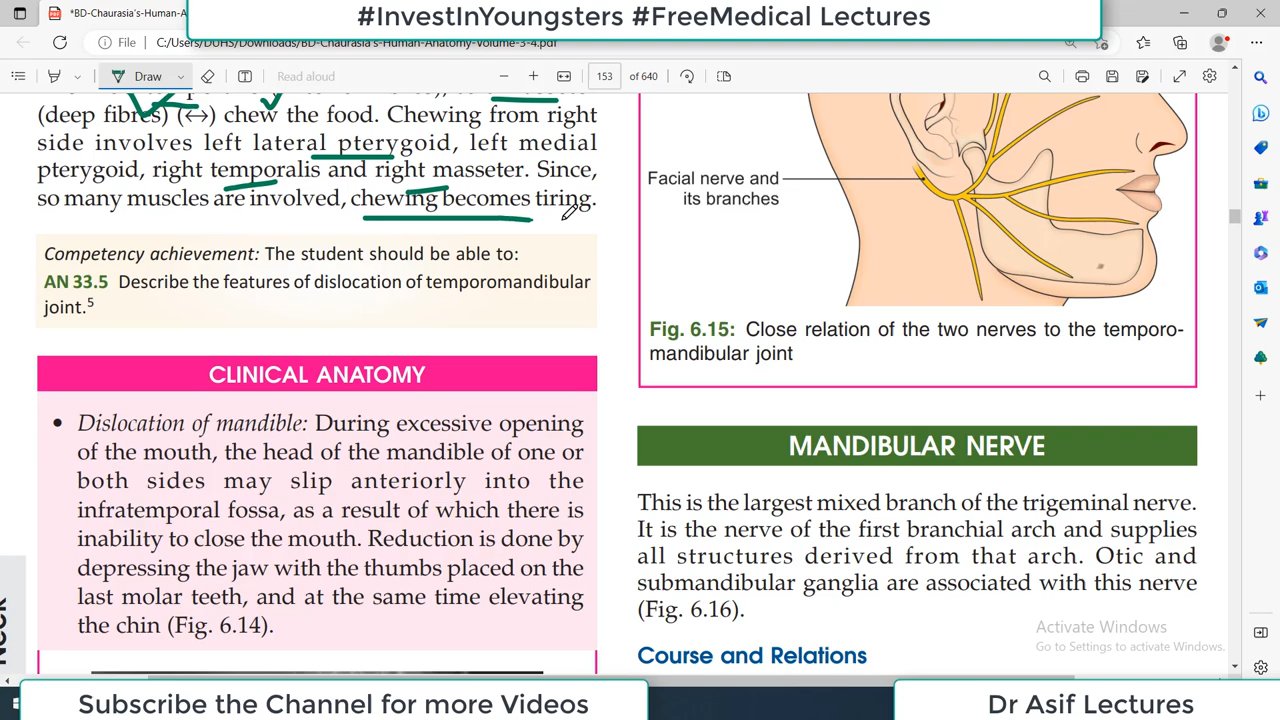 #InvestInYoungsters #FreeMedical Lectures
*BD-Chaurasia's-Human-A
File
C:/Users/DUHS/Downloads/BD-Chaurasia's-Human-Anatomy-Volume-3-4.pdf
Draw
Read aloud
153
of 640
(deep fibres) (↔) chew the food. Chewing from right
side involves left lateral pterygoid, left medial
pterygoid, right temporalis and right masseter. Since,
so many muscles are involved, chewing becomes tiring.
Competency achievement: The student should be able to:
AN 33.5 Describe the features of dislocation of temporomandibular
joint.5
CLINICAL ANATOMY
• Dislocation of mandible: During excessive opening
of the mouth, the head of the mandible of one or
both sides may slip anteriorly into the
infratemporal fossa, as a result of which there is
inability to close the mouth. Reduction is done by
depressing the jaw with the thumbs placed on the
last molar teeth, and at the same time elevating
the chin (Fig. 6.14).
Neck
Facial nerve and
its branches
Fig. 6.15: Close relation of the two nerves to the temporo-
mandibular joint
MANDIBULAR NERVE
This is the largest mixed branch of the trigeminal nerve.
It is the nerve of the first branchial arch and supplies
all structures derived from that arch. Otic and
submandibular ganglia are associated with this nerve
(Fig. 6.16).
Course and Relations
Activate Windows
Go to Settings to activate Windows.
Subscribe the Channel for more Videos
Dr Asif Lectures